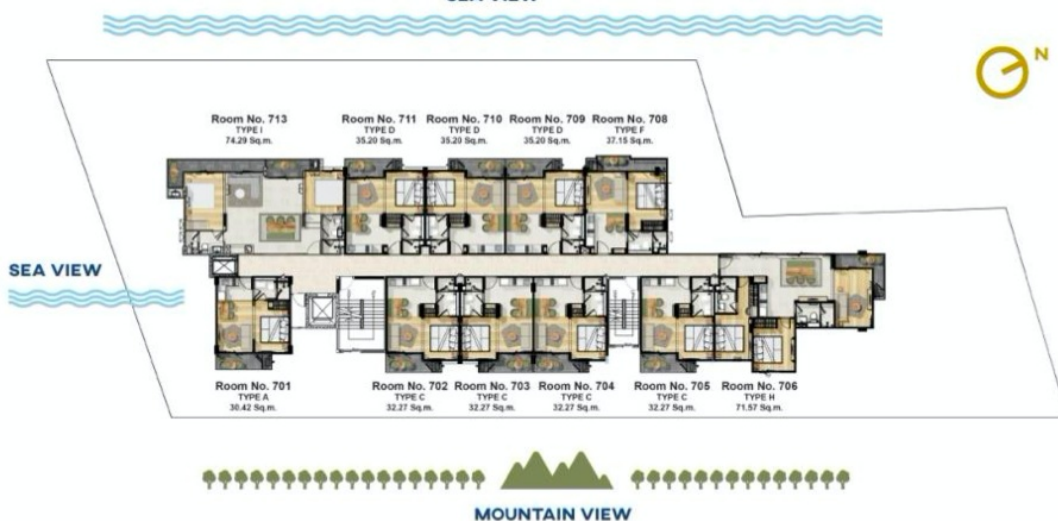 SEA VIEW
N
Room No. 713
TYPE I
74.29 Sq.m.
Room No. 711
TYPE D
35.20 Sq.m.
Room No. 710
TYPE D
35.20 Sq.m.
Room No. 709
TYPE D
35.20 Sq.m.
Room No. 708
TYPE F
37.15 Sq.m.
SEA VIEW
Room No. 701
TYPE A
30.42 Sq.m.
Room No. 702
TYPE C
32.27 Sq.m.
Room No. 703
TYPE C
32.27 Sq.m.
Room No. 704
TYPE C
32.27 Sq.m.
Room No. 705
TYPE C
32.27 Sq.m.
Room No. 706
TYPE H
71.57 Sq.m.
MOUNTAIN VIEW